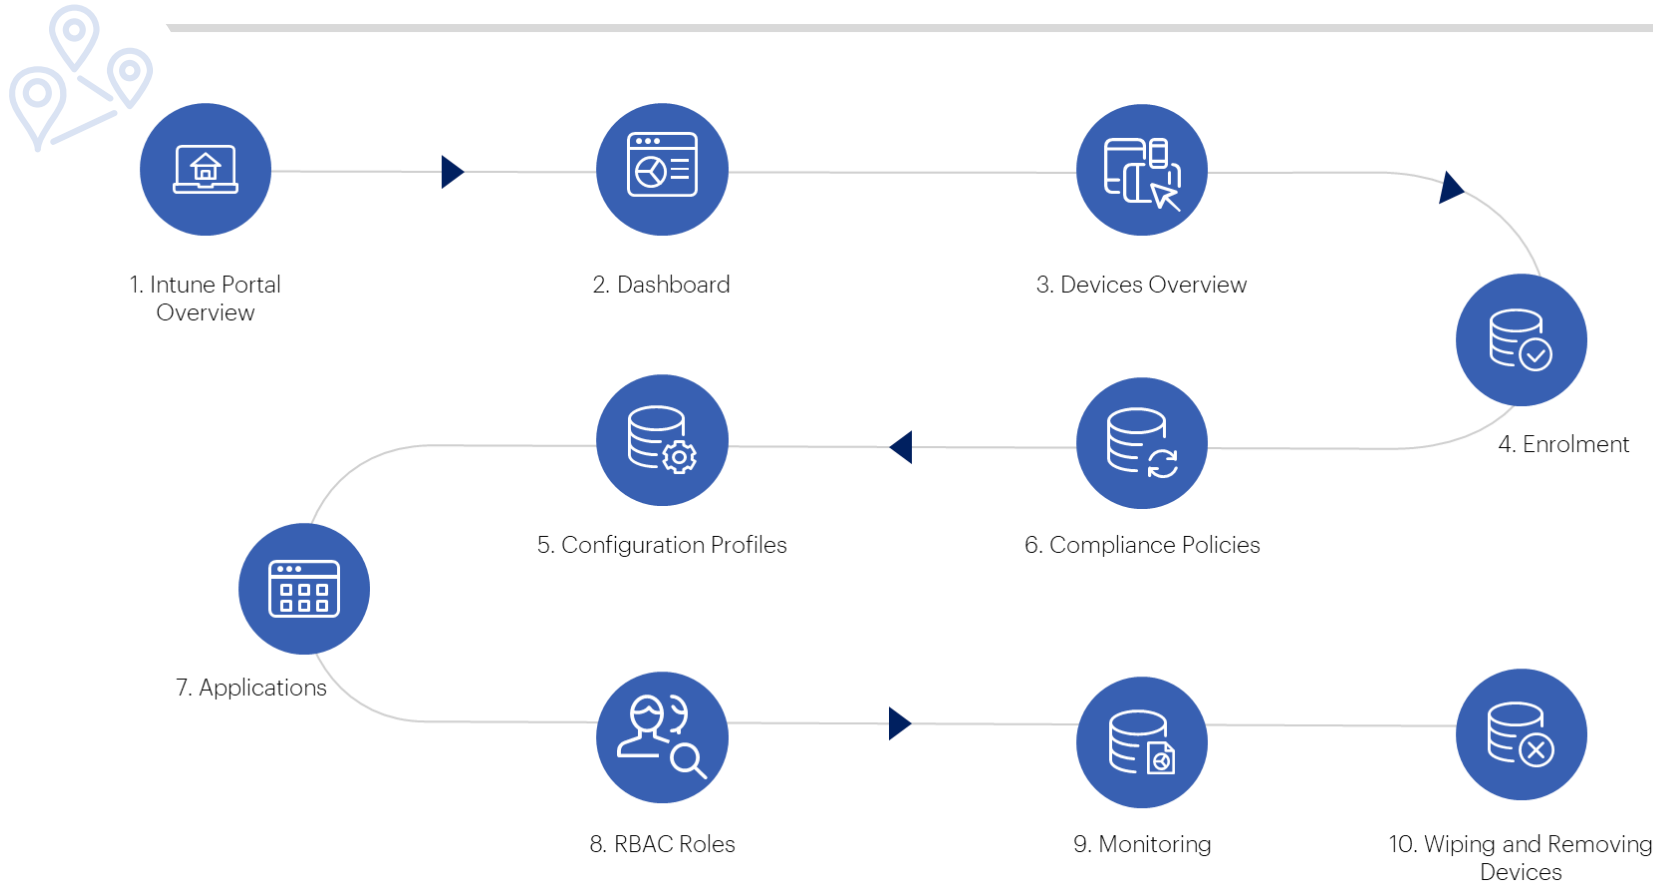 1. Intune Portal
Overview
2. Dashboard
3. Devices Overview
4. Enrolment
5. Configuration Profiles
6. Compliance Policies
7. Applications
8. RBAC Roles
9. Monitoring
10. Wiping and Removing
Devices